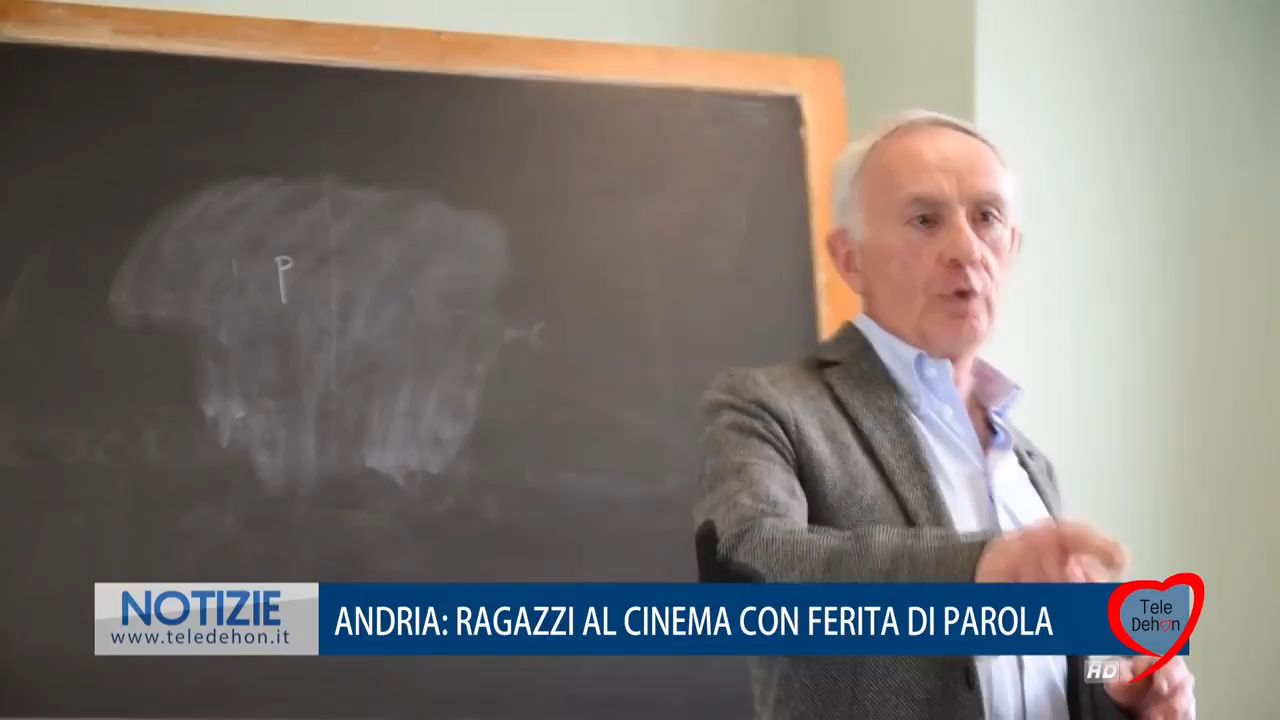 P
NOTIZIE
www.teledehon.it
ANDRIA: RAGAZZI AL CINEMA CON FERITA DI PAROLA
Tele
Dehon
HD